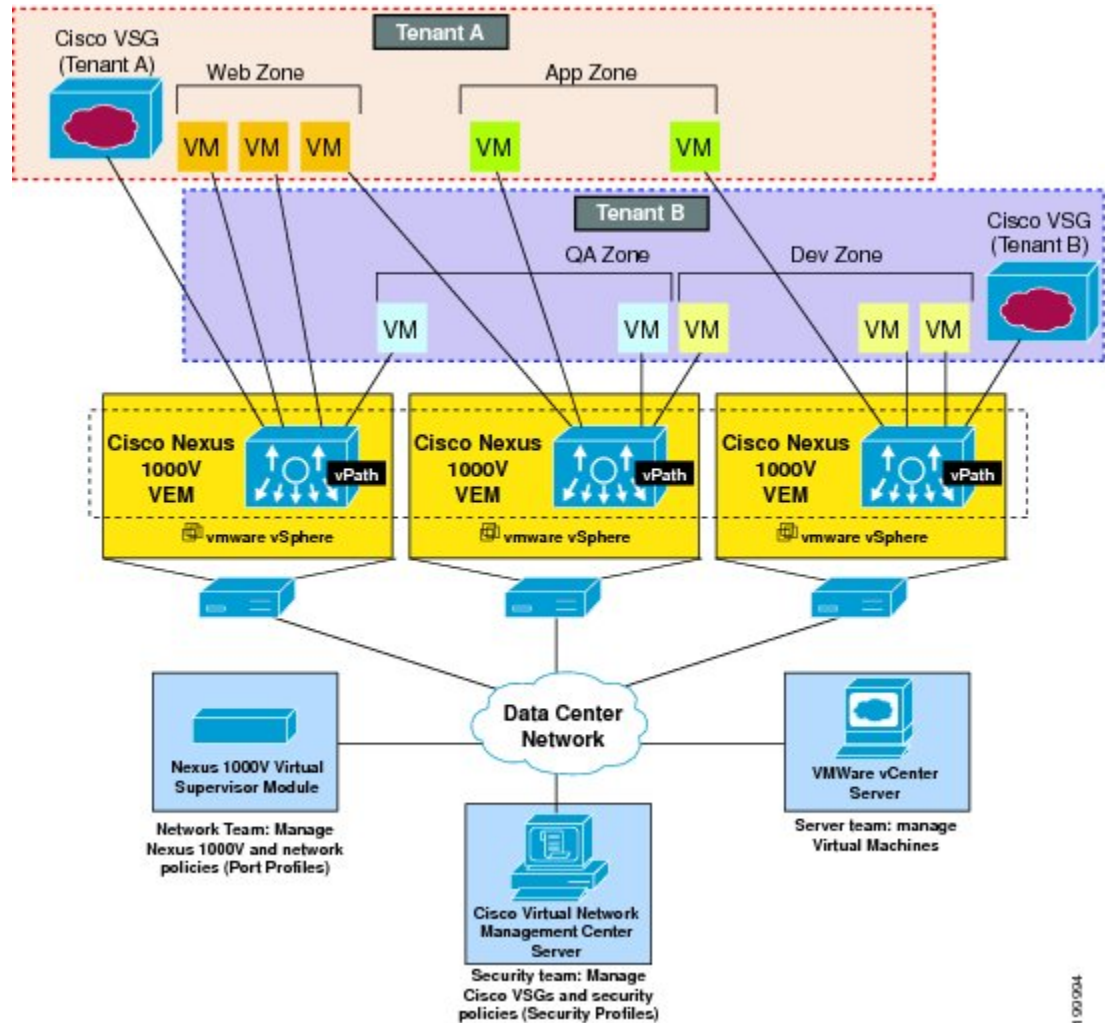 Tenant A
Cisco VSG
(Tenant A)
Web Zone
App Zone
VM
VM
VM
VM
VM
Tenant B
Cisco VSG
(Tenant B)
QA Zone
Dev Zone
VM
VM
VM
VM
VM
Cisco Nexus
1000V
VEM
vPath
vmware vSphere
Cisco Nexus
1000V
VEM
vPath
vmware vSphere
Cisco Nexus
1000V
VEM
vPath
vmware vSphere
Data Center
Network
Nexus 1000V Virtual
Supervisor Module
Network Team: Manage
Nexus 1000V and network
policies (Port Profiles)
VMWare vCenter
Server
Server team: manage
Virtual Machines
Cisco Virtual Network
Management Center
Server
Security team: Manage
Cisco VSGs and security
policies (Security Profiles)
199994